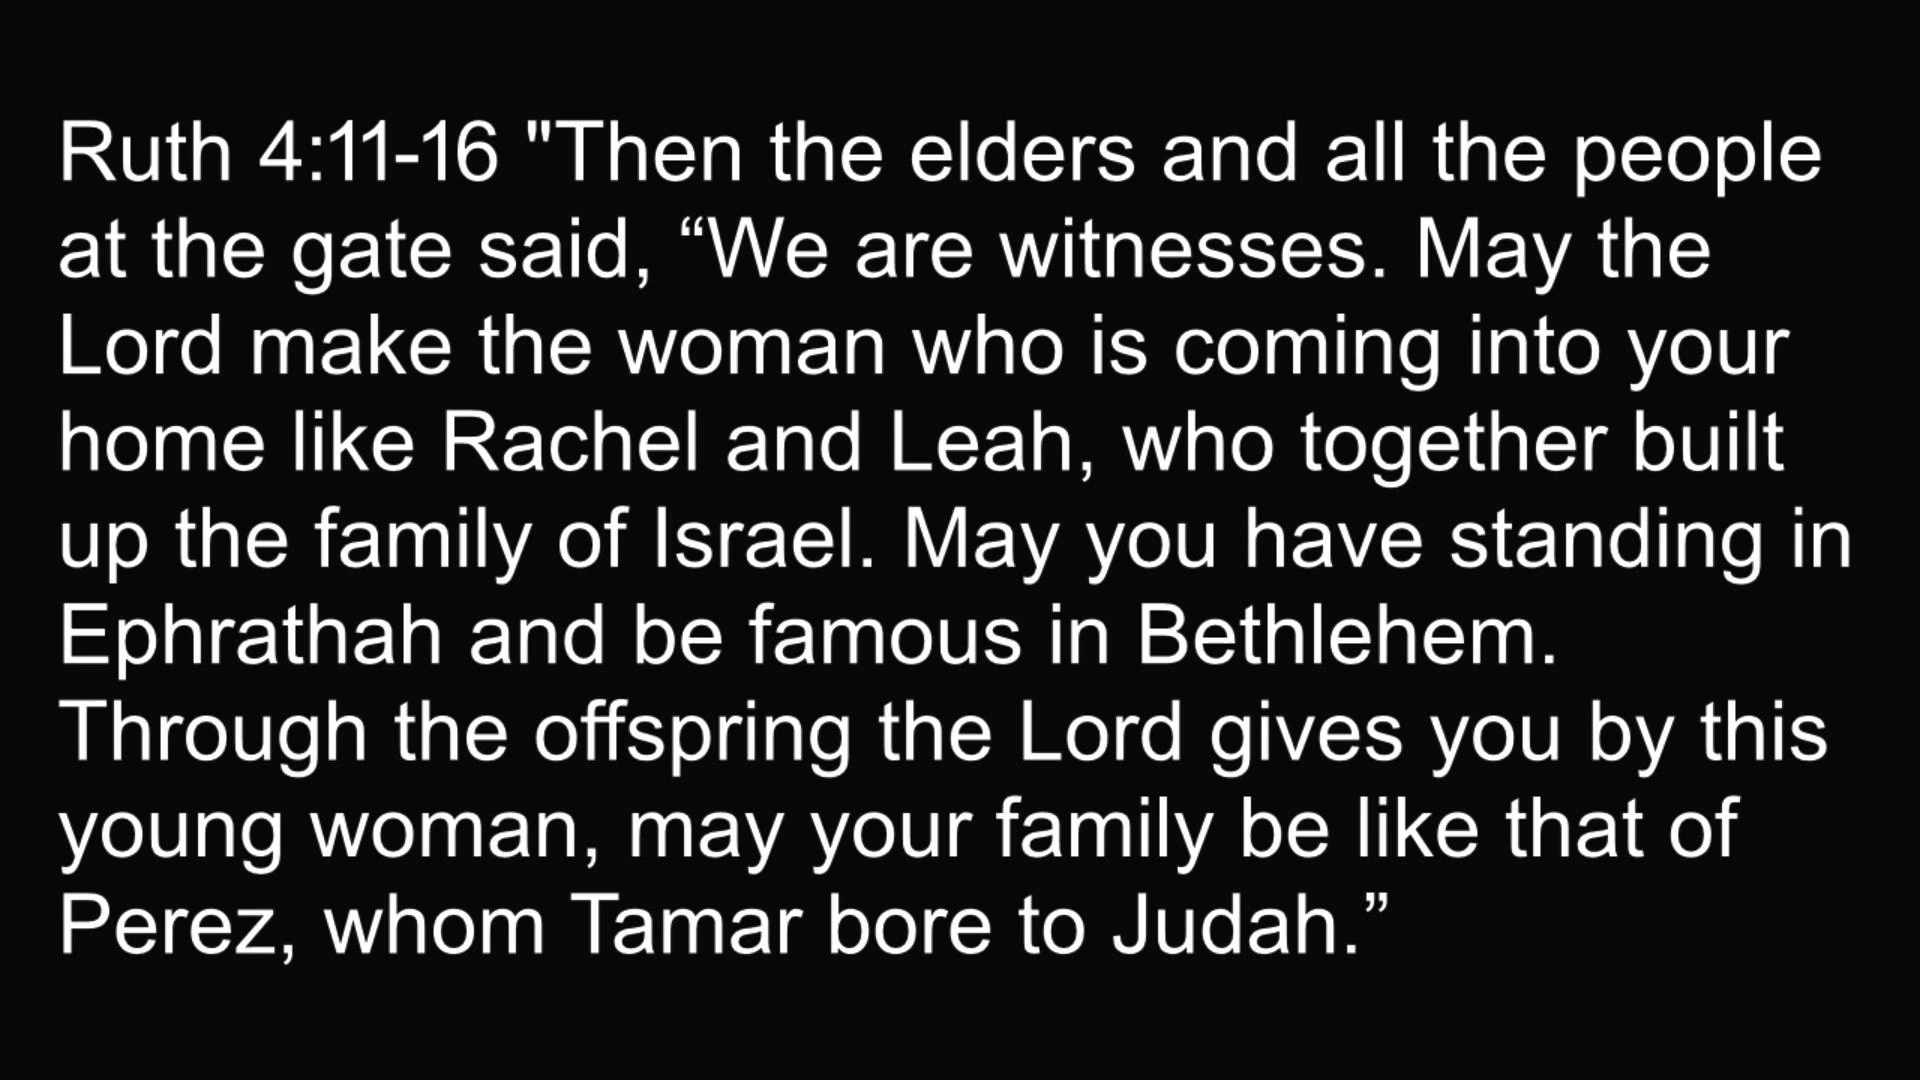 Ruth 4:11-16 "Then the elders and all the people
at the gate said, “We are witnesses. May the
Lord make the woman who is coming into your
home like Rachel and Leah, who together built
up the family of Israel. May you have standing in
Ephrathah and be famous in Bethlehem.
Through the offspring the Lord gives you by this
young woman, may your family be like that of
Perez, whom Tamar bore to Judah.”